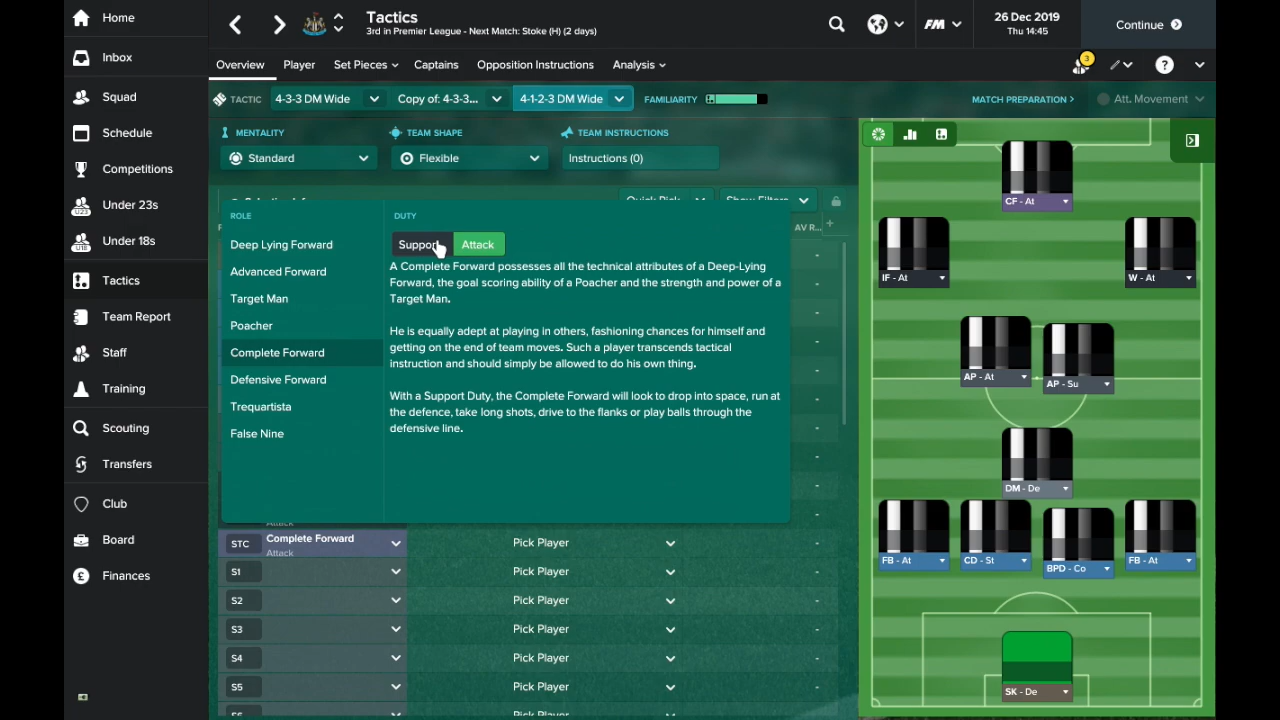 Home
Inbox
Squad
Schedule
Competitions
U23
Under 23s
U18
Under 18s
Tactics
Team Report
Staff
Training
Scouting
Transfers
Club
Board
Finances
Tactics
3rd in Premier League - Next Match: Stoke (H) (2 days)
FM
26 Dec 2019
Thu 14:45
Continue
Overview
Player
Set Pieces
Captains
Opposition Instructions
Analysis
3
?
TACTIC
4-3-3 DM Wide
Copy of: 4-3-3...
4-1-2-3 DM Wide
FAMILIARITY
MATCH PREPARATION >
Att. Movement
MENTALITY
Standard
TEAM SHAPE
Flexible
TEAM INSTRUCTIONS
Instructions (0)
Quick Pick
Show Filters
AV R...
ROLE
Deep Lying Forward
Advanced Forward
Target Man
Poacher
Complete Forward
Defensive Forward
Trequartista
False Nine
DUTY
Support
Attack
A Complete Forward possesses all the technical attributes of a Deep-Lying
Forward, the goal scoring ability of a Poacher and the strength and power of a
Target Man.
He is equally adept at playing in others, fashioning chances for himself and
getting on the end of team moves. Such a player transcends tactical
instruction and should simply be allowed to do his own thing.
With a Support Duty, the Complete Forward will look to drop into space, run at
the defence, take long shots, drive to the flanks or play balls through the
defensive line.
Attack
STC
Complete Forward
Attack
Pick Player
-
S1
Pick Player
-
S2
Pick Player
-
S3
Pick Player
-
S4
Pick Player
-
S5
Pick Player
-
CF - At
IF - At
W - At
AP - At
AP - Su
DM - De
FB - At
CD - St
BPD - Co
FB - At
SK - De